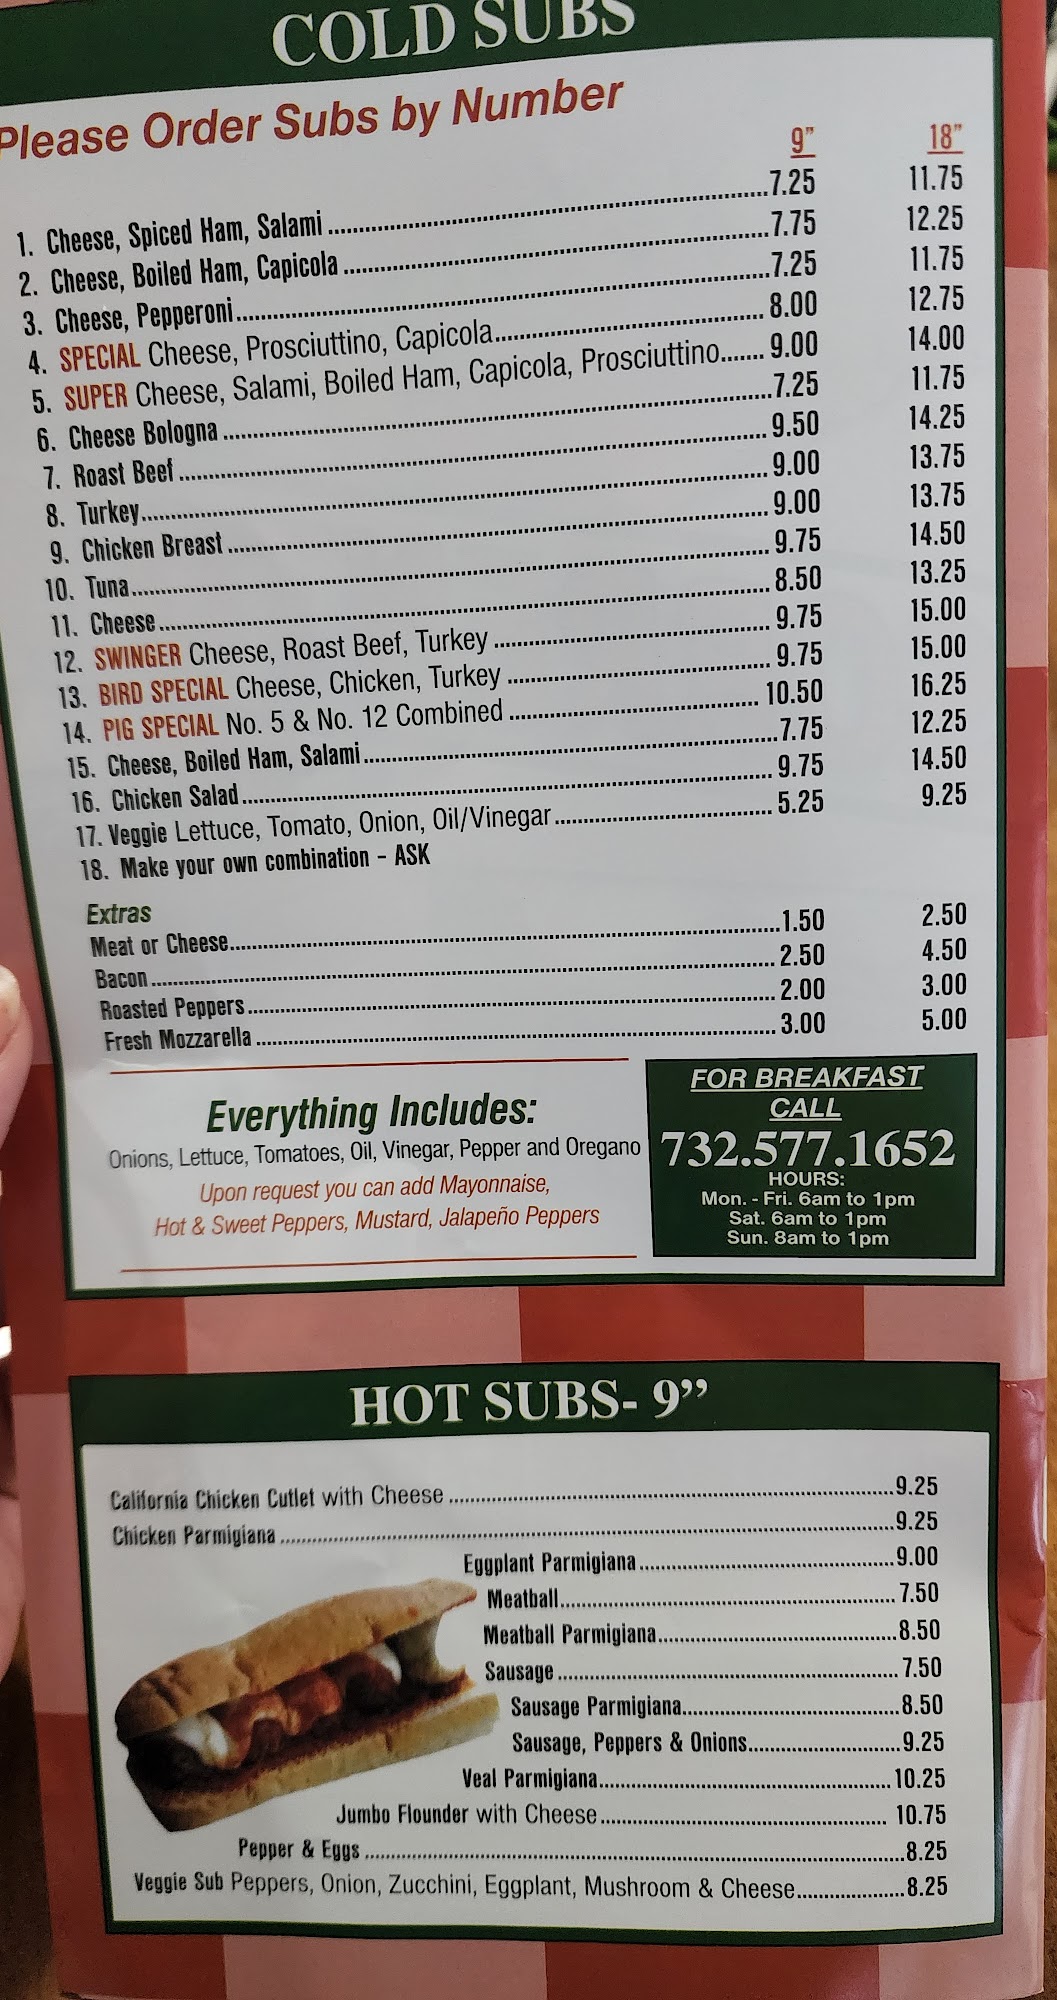 COLD SUBS
Please Order Subs by Number
9" 18"
1. Cheese, Spiced Ham, Salami 7.25 11.75
2. Cheese, Boiled Ham, Capicola 7.75 12.25
3. Cheese, Pepperoni 7.25 11.75
4. SPECIAL Cheese, Prosciuttino, Capicola 8.00 12.75
5. SUPER Cheese, Salami, Boiled Ham, Capicola, Prosciuttino 9.00 14.00
6. Cheese Bologna 7.25 11.75
7. Roast Beef 9.50 14.25
8. Turkey 9.00 13.75
9. Chicken Breast 9.00 13.75
10. Tuna 9.75 14.50
11. Cheese 8.50 13.25
12. SWINGER Cheese, Roast Beef, Turkey 9.75 15.00
13. BIRD SPECIAL Cheese, Chicken, Turkey 9.75 15.00
14. PIG SPECIAL No. 5 & No. 12 Combined 10.50 16.25
15. Cheese, Boiled Ham, Salami 7.75 12.25
16. Chicken Salad 9.75 14.50
17. Veggie Lettuce, Tomato, Onion, Oil/Vinegar 5.25 9.25
18. Make your own combination - ASK
Extras
Meat or Cheese 1.50 2.50
Bacon 2.50 4.50
Roasted Peppers 2.00 3.00
Fresh Mozzarella 3.00 5.00
Everything Includes:
Onions, Lettuce, Tomatoes, Oil, Vinegar, Pepper and Oregano
Upon request you can add Mayonnaise,
Hot & Sweet Peppers, Mustard, Jalapeño Peppers
FOR BREAKFAST
CALL
732.577.1652
HOURS:
Mon. - Fri. 6am to 1pm
Sat. 6am to 1pm
Sun. 8am to 1pm
HOT SUBS- 9”
California Chicken Cutlet with Cheese 9.25
Chicken Parmigiana 9.25
Eggplant Parmigiana 9.00
Meatball 7.50
Meatball Parmigiana 8.50
Sausage 7.50
Sausage Parmigiana 8.50
Sausage, Peppers & Onions 9.25
Veal Parmigiana 10.25
Jumbo Flounder with Cheese 10.75
Pepper & Eggs 8.25
Veggie Sub Peppers, Onion, Zucchini, Eggplant, Mushroom & Cheese 8.25